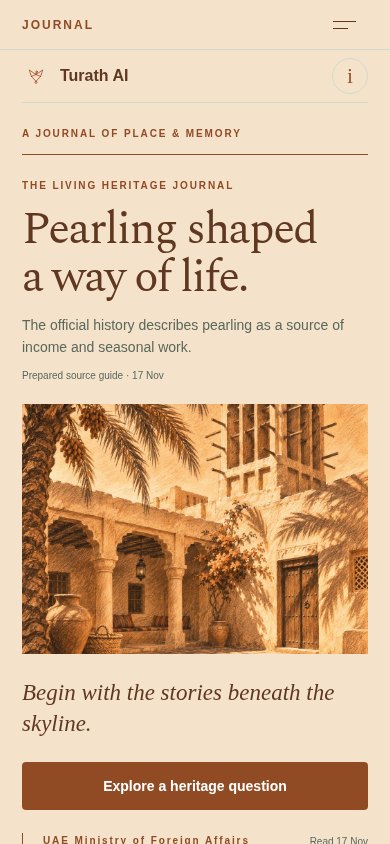 JOURNAL
Turath AI
i
A JOURNAL OF PLACE & MEMORY
THE LIVING HERITAGE JOURNAL
Pearling shaped
a way of life.
The official history describes pearling as a source of
income and seasonal work.
Prepared source guide · 17 Nov
Begin with the stories beneath the
skyline.
Explore a heritage question
UAE Ministry of Foreign Affairs
Read 17 Nov